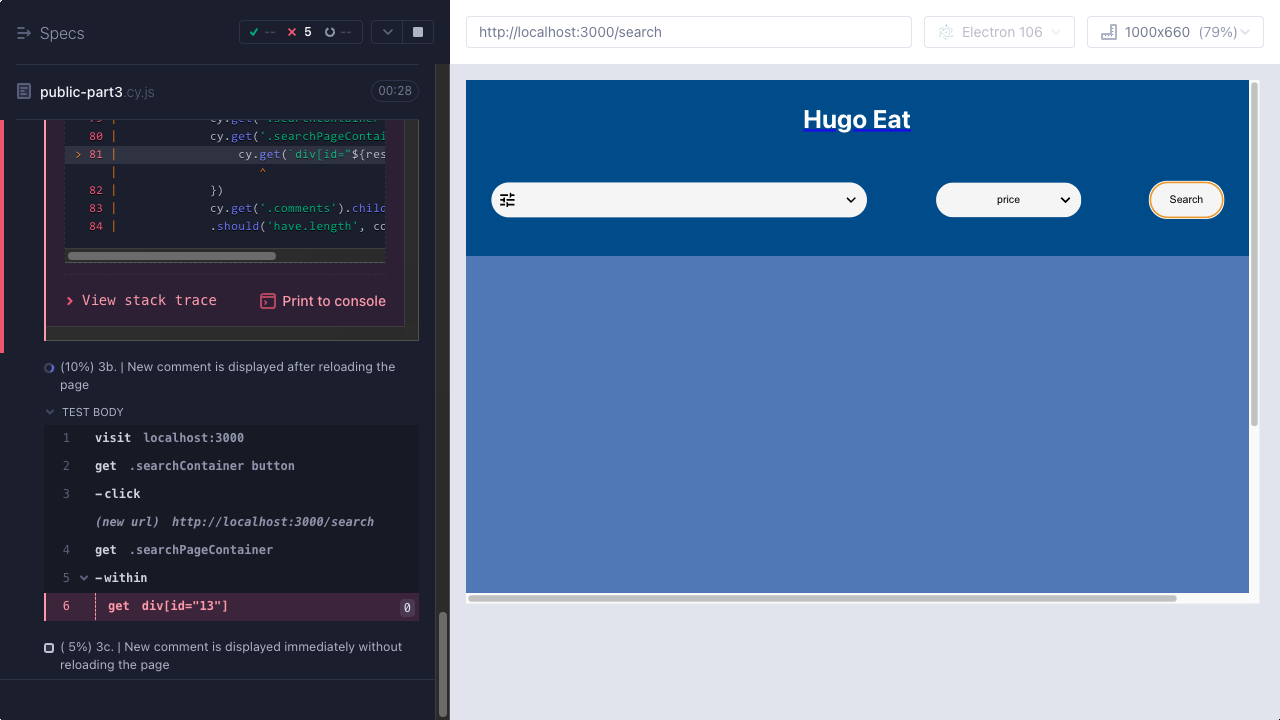 Specs
-- 5 --
public-part3.cy.js
00:28
80 | cy.get('.searchPageContai
> 81 | cy.get(`div[id="${res
| ^
82 | })
83 | cy.get('.comments').child
84 | .should('have.length', co
View stack trace
Print to console
(10%) 3b. | New comment is displayed after reloading the
page
TEST BODY
1 visit localhost:3000
2 get .searchContainer button
3 -click
(new url) http://localhost:3000/search
4 get .searchPageContainer
5 -within
6 get div[id="13"] 0
( 5%) 3c. | New comment is displayed immediately without
reloading the page
http://localhost:3000/search
Electron 106
1000x660 (79%)
Hugo Eat
price
Search